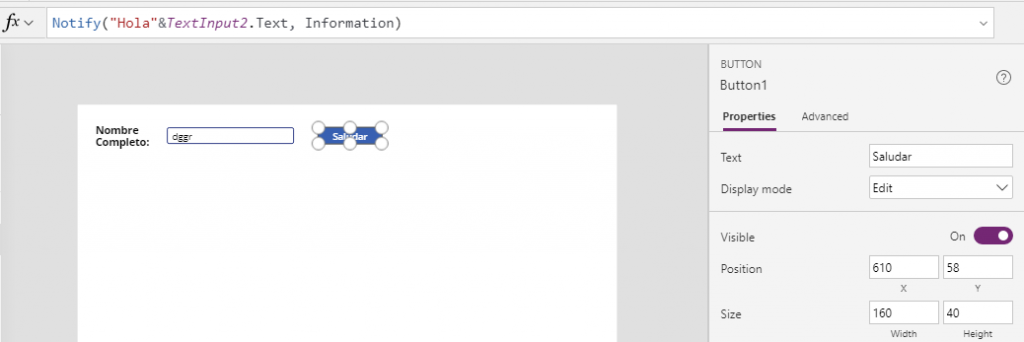 fx Notify("Hola"&TextInput2.Text, Information)
BUTTON
Button1
Properties Advanced
Nombre
Completo: dggr Saludar
Text Saludar
Display mode Edit
Visible On
Position 610 58
X Y
Size 160 40
Width Height